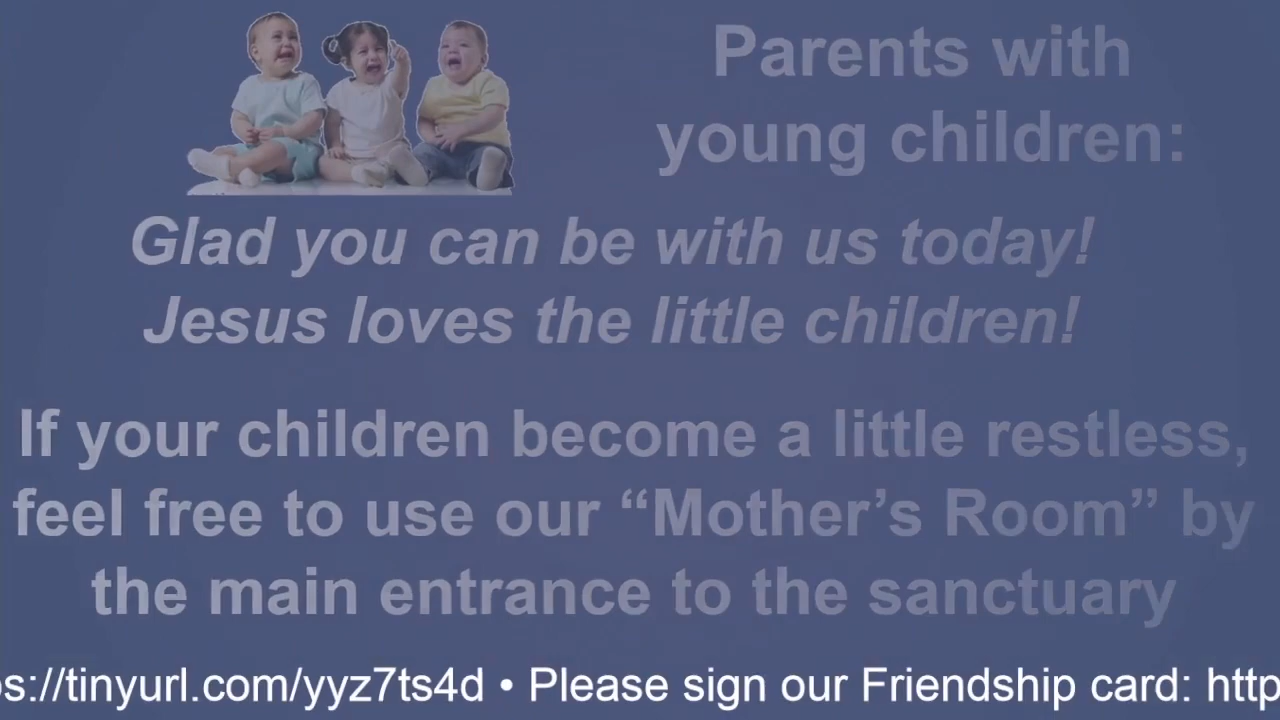 Parents with
young children:
Glad you can be with us today!
Jesus loves the little children!
If your children become a little restless,
feel free to use our “Mother’s Room” by
the main entrance to the sanctuary
s://tinyurl.com/yyz7ts4d • Please sign our Friendship card: http